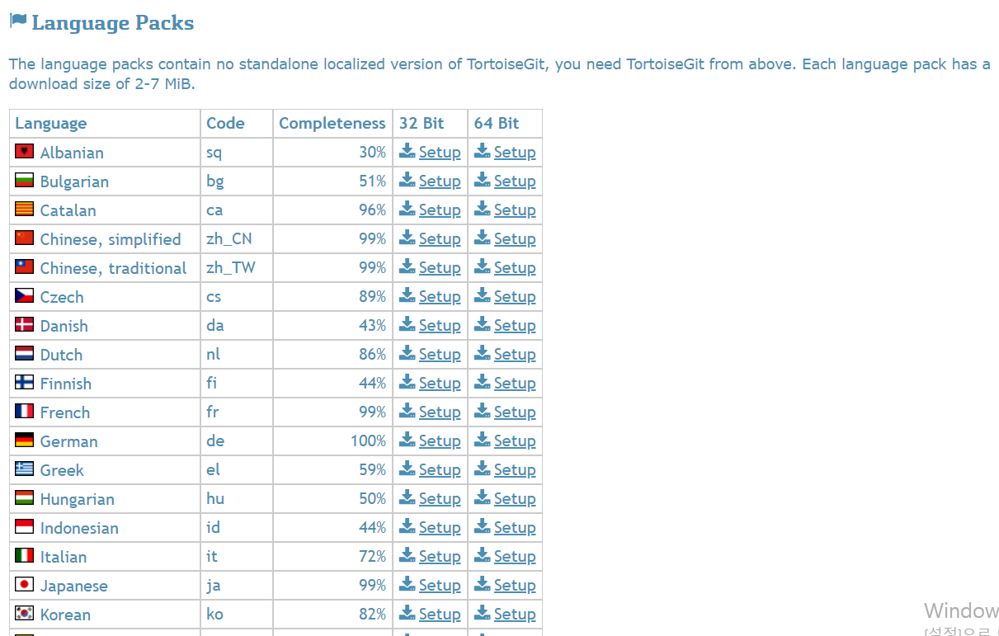 Language Packs
The language packs contain no standalone localized version of TortoiseGit, you need TortoiseGit from above. Each language pack has a
download size of 2-7 MiB.
Language Code Completeness 32 Bit 64 Bit
Albanian sq 30% Setup Setup
Bulgarian bg 51% Setup Setup
Catalan ca 96% Setup Setup
Chinese, simplified zh_CN 99% Setup Setup
Chinese, traditional zh_TW 99% Setup Setup
Czech cs 89% Setup Setup
Danish da 43% Setup Setup
Dutch nl 86% Setup Setup
Finnish fi 44% Setup Setup
French fr 99% Setup Setup
German de 100% Setup Setup
Greek el 59% Setup Setup
Hungarian hu 50% Setup Setup
Indonesian id 44% Setup Setup
Italian it 72% Setup Setup
Japanese ja 99% Setup Setup
Korean ko 82% Setup Setup
Window